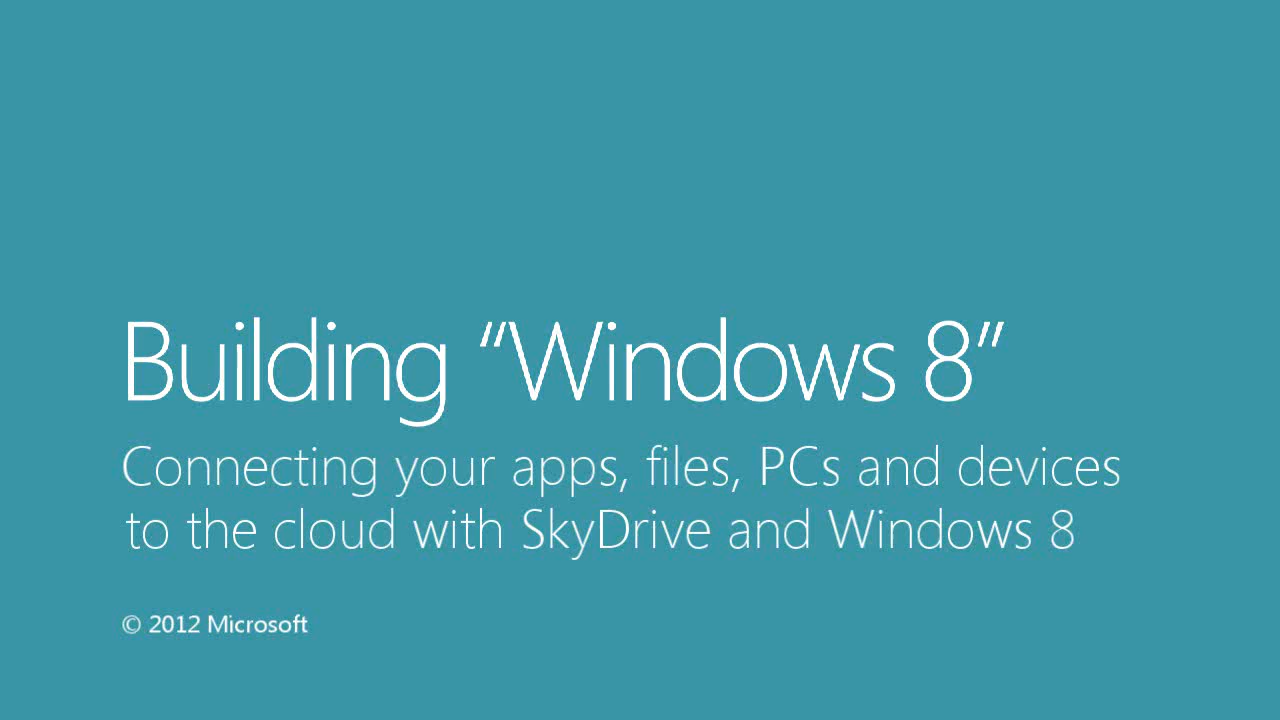 Building “Windows 8”
Connecting your apps, files, PCs and devices
to the cloud with SkyDrive and Windows 8
© 2012 Microsoft